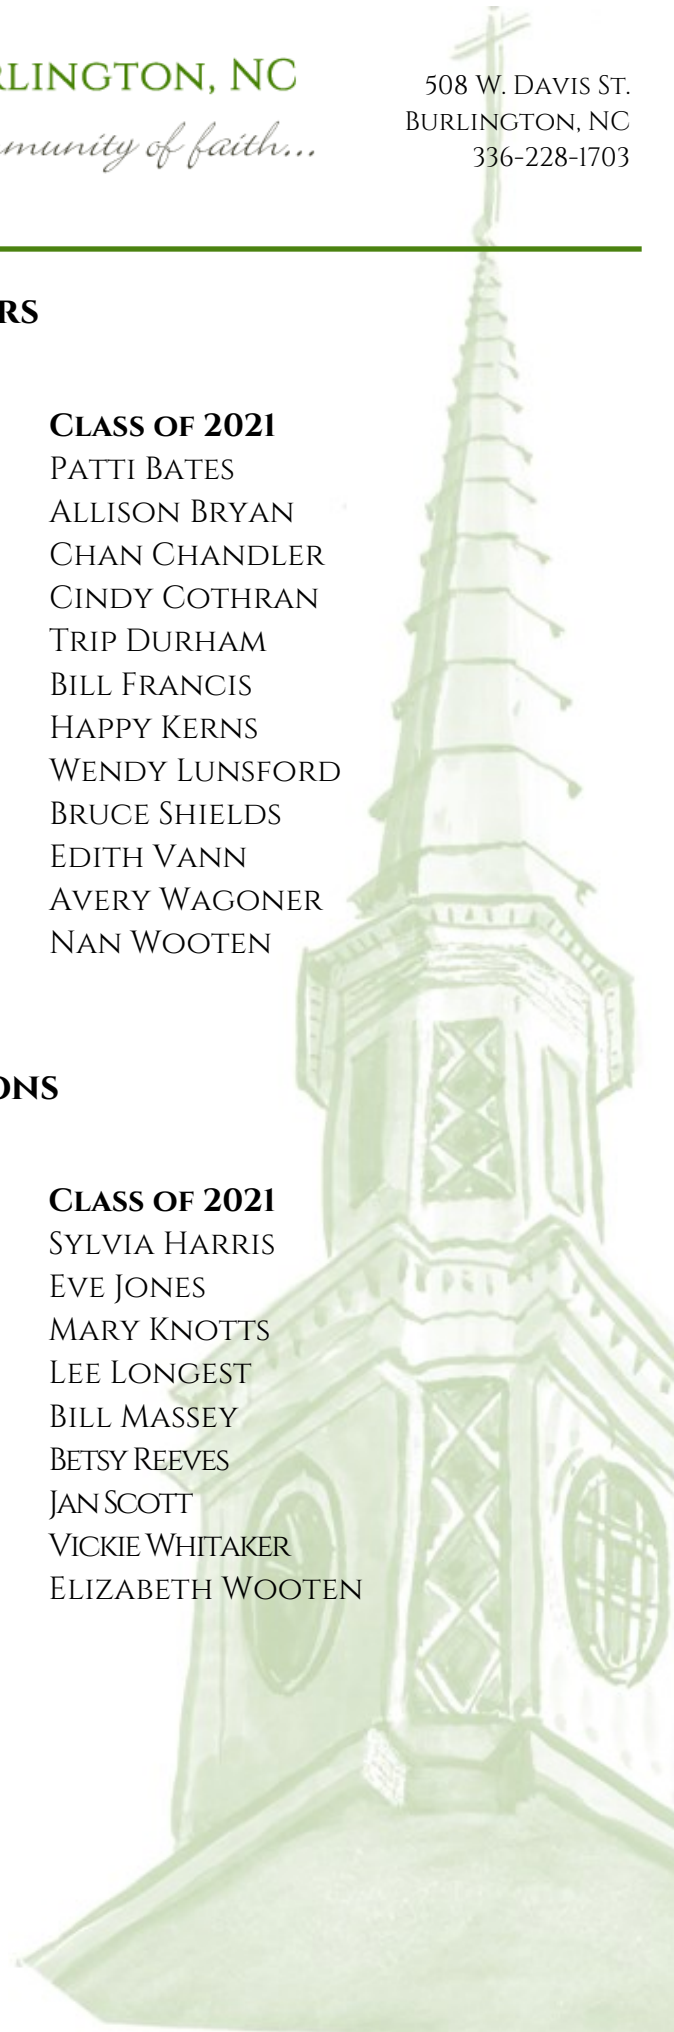 RLINGTON, NC
munity of faith...
508 W. DAVIS ST.
BURLINGTON, NC
336-228-1703
RS
CLASS OF 2021
PATTI BATES
ALLISON BRYAN
CHAN CHANDLER
CINDY COTHRAN
TRIP DURHAM
BILL FRANCIS
HAPPY KERNS
WENDY LUNSFORD
BRUCE SHIELDS
EDITH VANN
AVERY WAGONER
NAN WOOTEN
ONS
CLASS OF 2021
SYLVIA HARRIS
EVE JONES
MARY KNOTTS
LEE LONGEST
BILL MASSEY
BETSY REEVES
JAN SCOTT
VICKIE WHITAKER
ELIZABETH WOOTEN